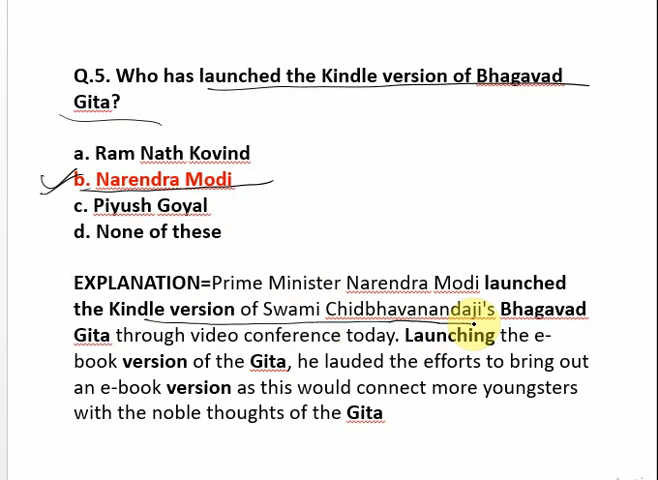 Q.5. Who has launched the Kindle version of Bhagavad
Gita?
a. Ram Nath Kovind
b. Narendra Modi
c. Piyush Goyal
d. None of these
EXPLANATION=Prime Minister Narendra Modi launched
the Kindle version of Swami Chidbhavanandaji's Bhagavad
Gita through video conference today. Launching the e-
book version of the Gita, he lauded the efforts to bring out
an e-book version as this would connect more youngsters
with the noble thoughts of the Gita